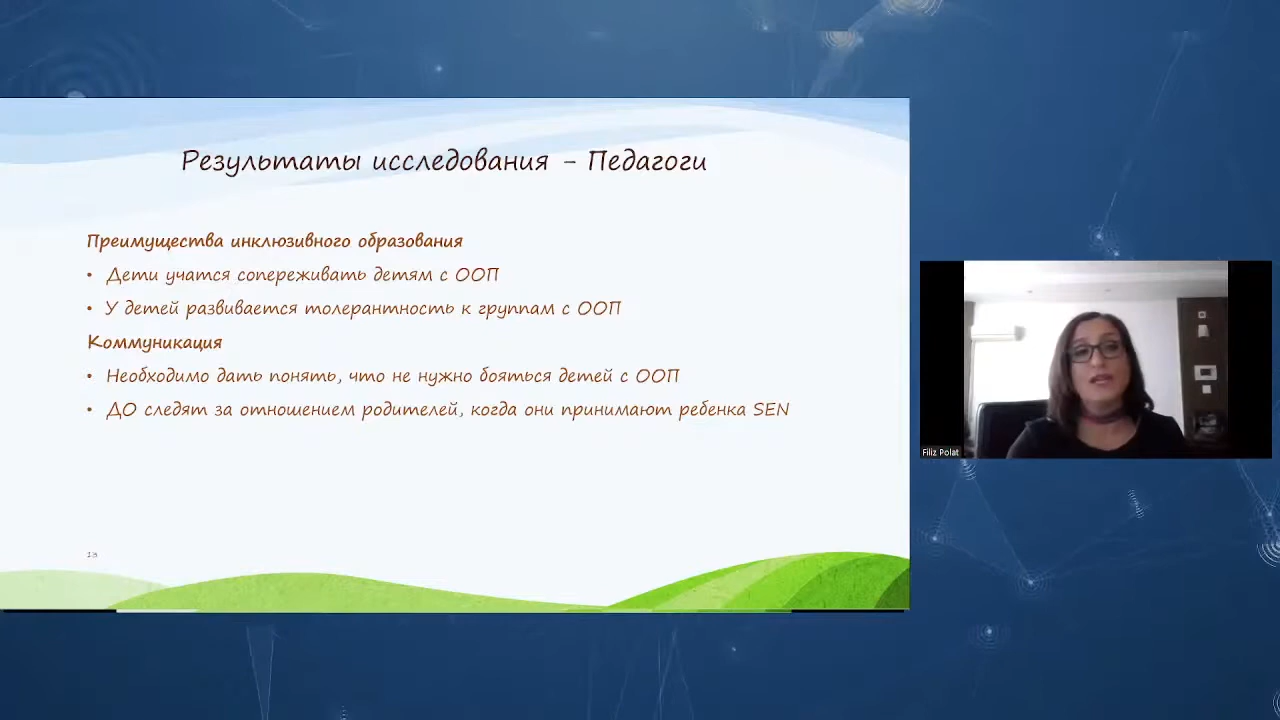 Результаты исследования - Педагоги
Преимущества инклюзивного образования
• Дети учатся сопереживать детям с ООП
• У детей развивается толерантность к группам с ООП
Коммуникация
• Необходимо дать понять, что не нужно бояться детей с ООП
• ДО следят за отношением родителей, когда они принимают ребенка SEN
Filiz Polat